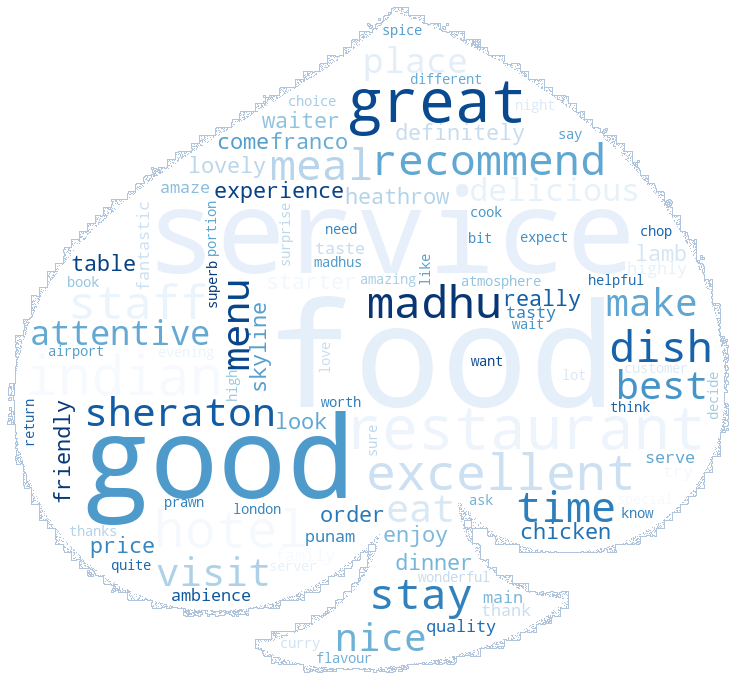 spice
place
different
great
choice
night
waiter
definitely
say
comefranco
recommend
lovely
meal
amaze
experience
heathrow
delicious
service
fantastic
portion
surprise
need
cook
bit
expect
chop
taste
madhus
table
book
superb
starter
amazing
like
atmosphere
helpful
lamb
highly
staff
menu
madhu
really
make
tasty
wait
attentive
skyline
airport
evening
indian
high
love
food
want
lot
dish
customer
best
decide
think
return
friendly
sheraton
look
worth
good
sure
restaurant
excellent
serve
try
prawn
london
eat
ask
time
special
know
hotel
order
thanks
price
punam
enjoy
chicken
quite
family
server
visit
dinner
wonderful
ambience
stay
main
thank
nice
quality
curry
flavour